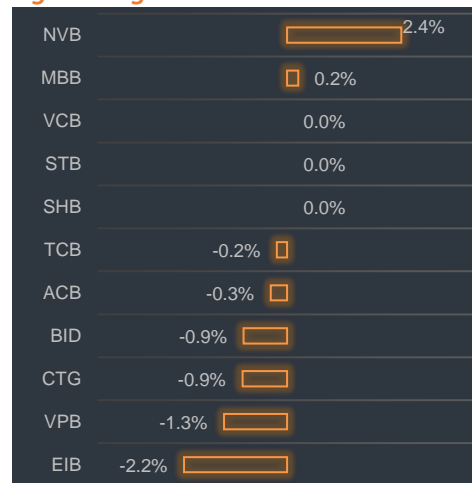 NVB 2.4%
MBB 0.2%
VCB 0.0%
STB 0.0%
SHB 0.0%
TCB -0.2%
ACB -0.3%
BID -0.9%
CTG -0.9%
VPB -1.3%
EIB -2.2%